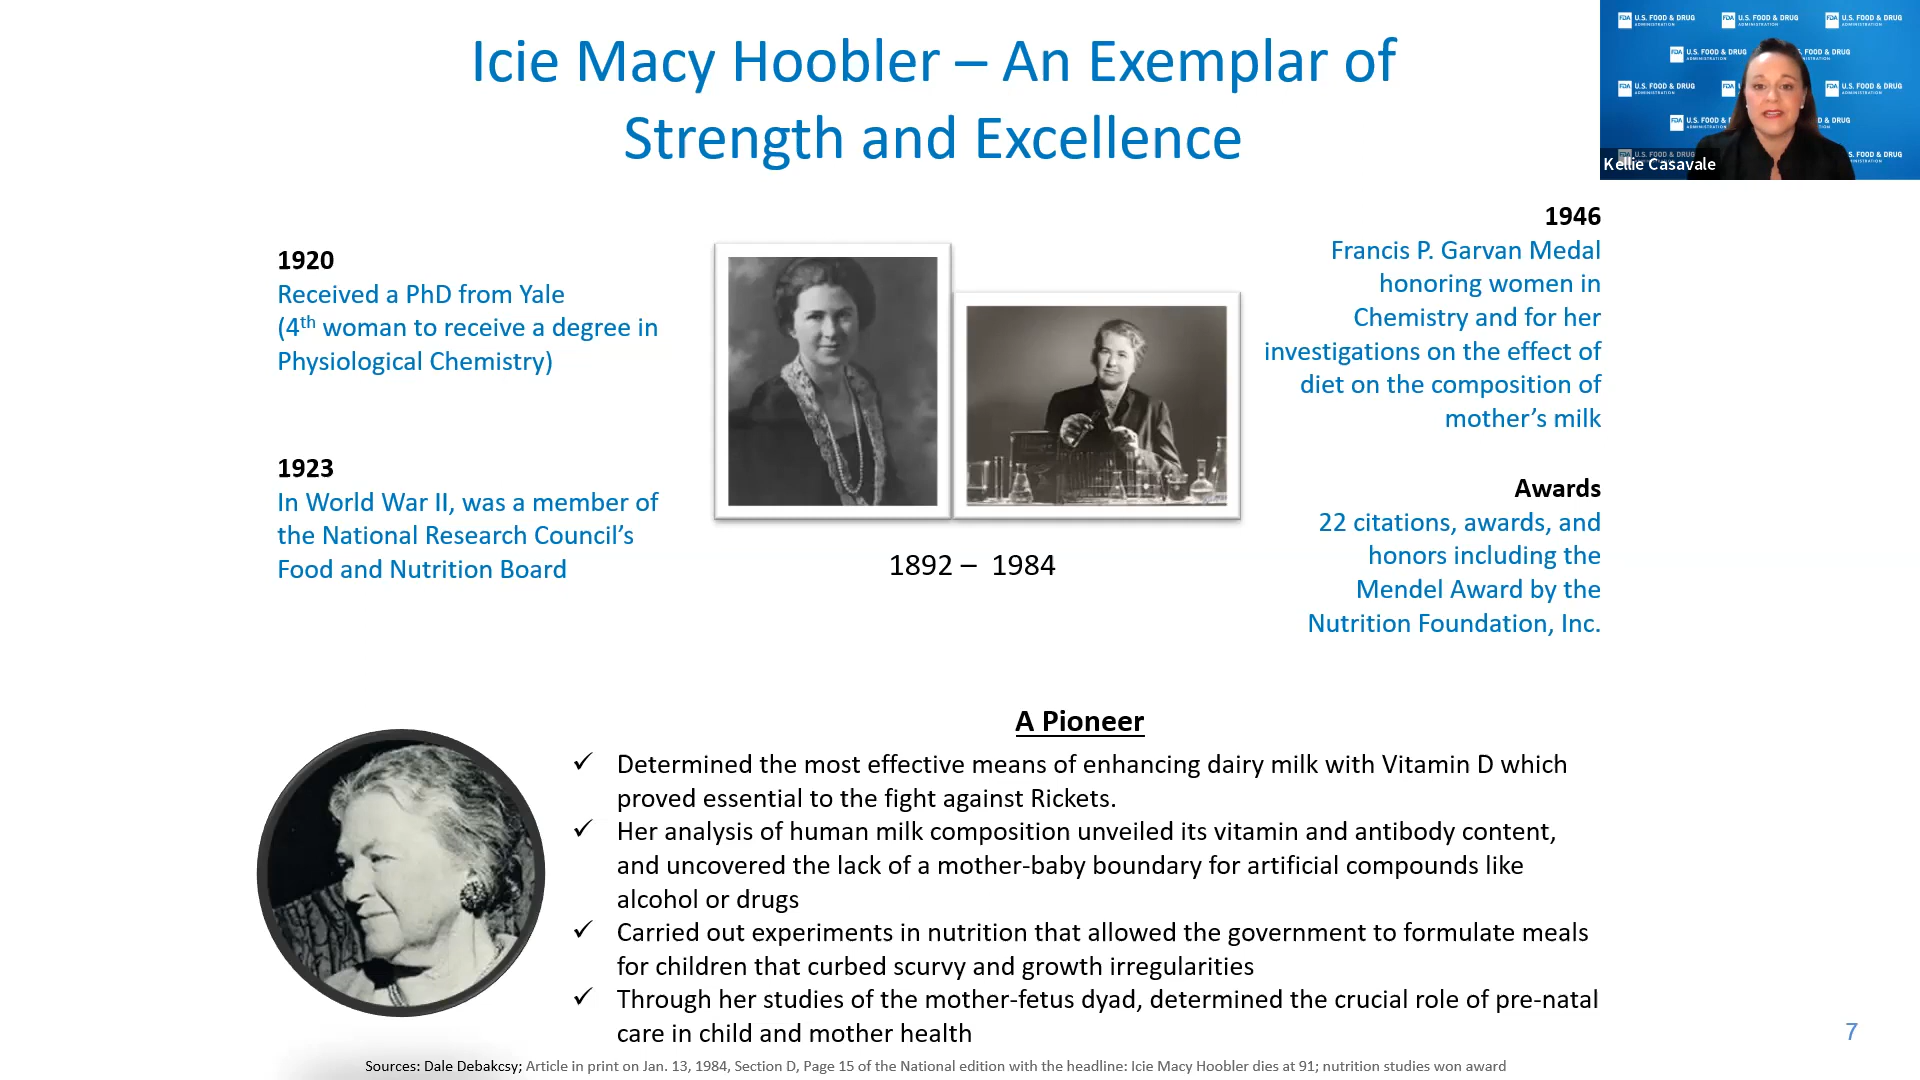 Icie Macy Hoobler – An Exemplar of
Strength and Excellence
1920
Received a PhD from Yale
(4th woman to receive a degree in
Physiological Chemistry)
1923
In World War II, was a member of
the National Research Council’s
Food and Nutrition Board
1892 – 1984
1946
Francis P. Garvan Medal
honoring women in
Chemistry and for her
investigations on the effect of
diet on the composition of
mother’s milk
Awards
22 citations, awards, and
honors including the
Mendel Award by the
Nutrition Foundation, Inc.
A Pioneer
✓ Determined the most effective means of enhancing dairy milk with Vitamin D which
proved essential to the fight against Rickets.
✓ Her analysis of human milk composition unveiled its vitamin and antibody content,
and uncovered the lack of a mother-baby boundary for artificial compounds like
alcohol or drugs
✓ Carried out experiments in nutrition that allowed the government to formulate meals
for children that curbed scurvy and growth irregularities
✓ Through her studies of the mother-fetus dyad, determined the crucial role of pre-natal
care in child and mother health
7
Sources: Dale Debakcsy; Article in print on Jan. 13, 1984, Section D, Page 15 of the National edition with the headline: Icie Macy Hoobler dies at 91; nutrition studies won award
FDA U.S. FOOD & DRUG ADMINISTRATION
Kellie Casavale